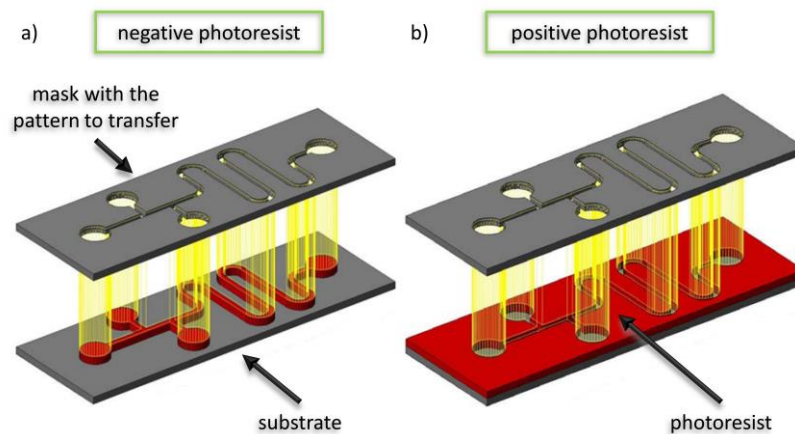 a)
negative photoresist
b)
positive photoresist
mask with the
pattern to transfer
substrate
photoresist